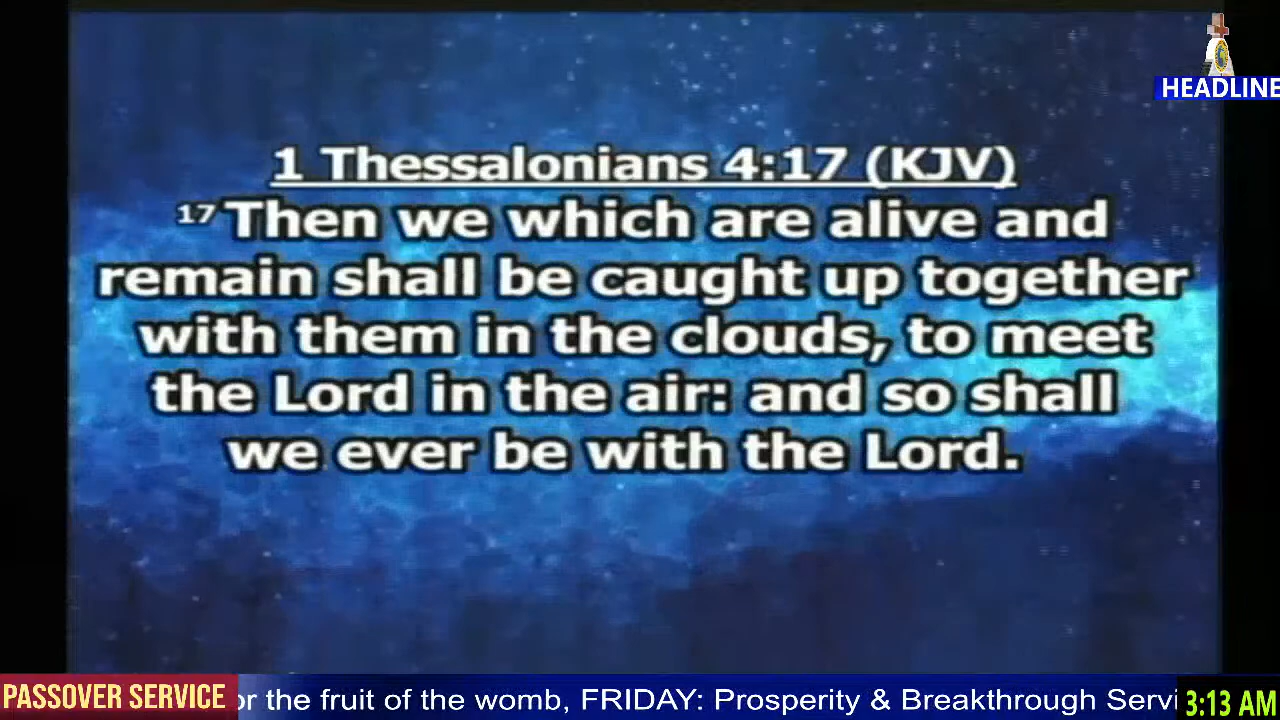 HEADLINE
1 Thessalonians 4:17 (KJV)
17 Then we which are alive and
remain shall be caught up together
with them in the clouds, to meet
the Lord in the air: and so shall
we ever be with the Lord.
PASSOVER SERVICE
or the fruit of the womb, FRIDAY: Prosperity & Breakthrough Servi
3:13 AM